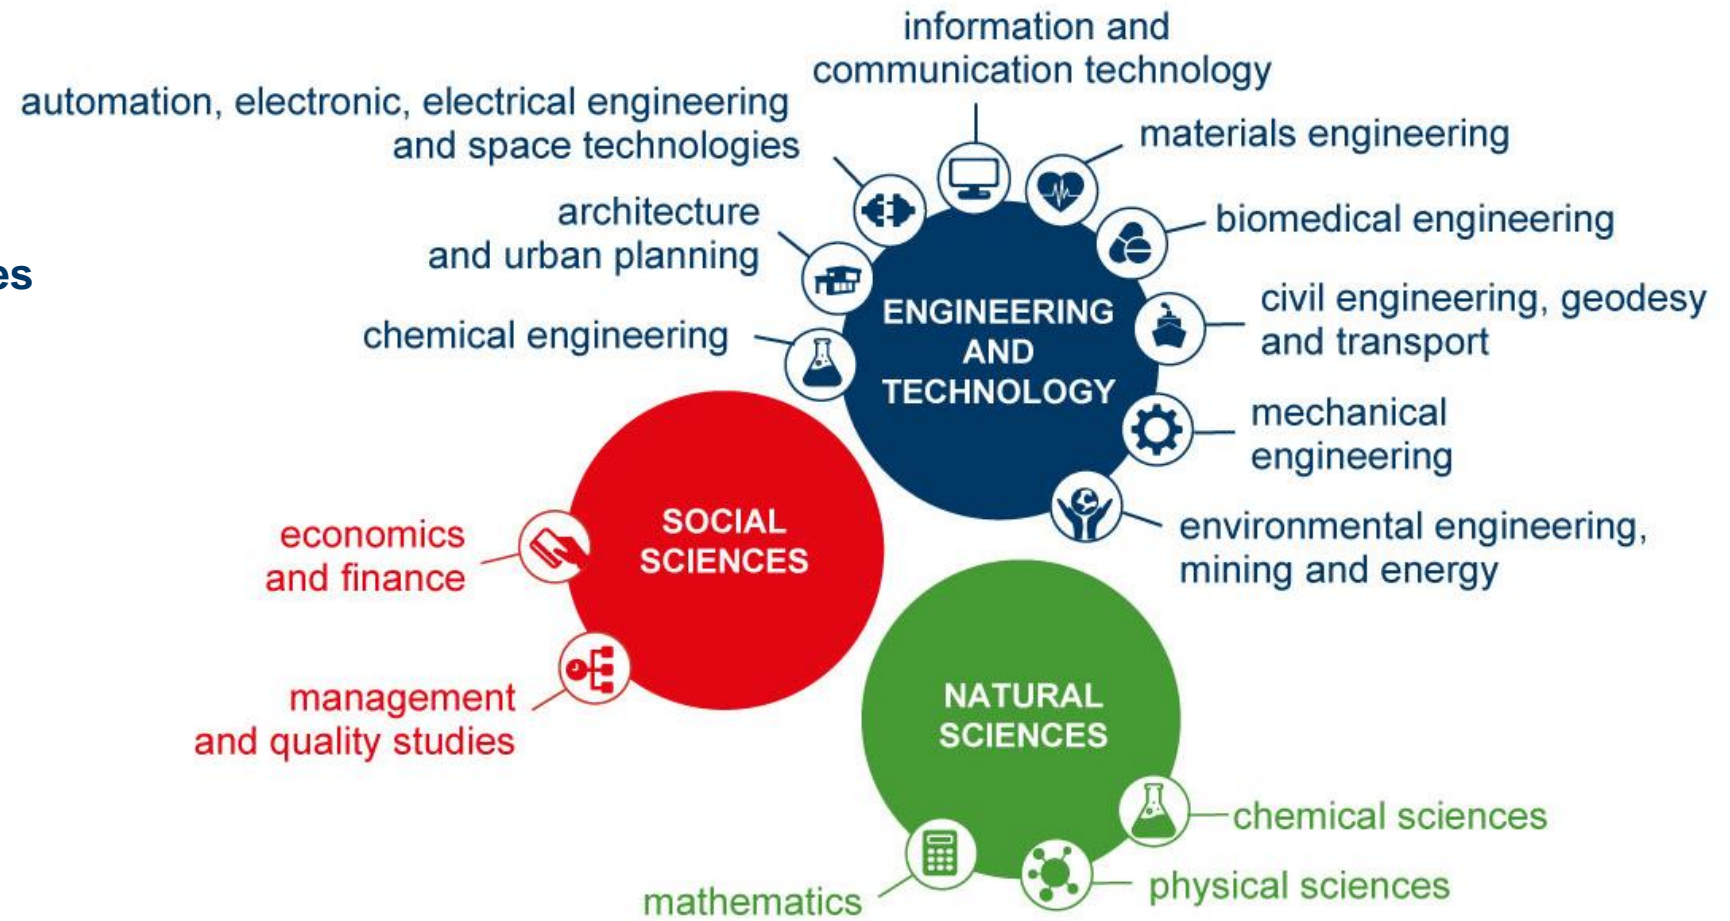 information and
communication technology
automation, electronic, electrical engineering
and space technologies
materials engineering
architecture
and urban planning
biomedical engineering
es
civil engineering, geodesy
and transport
chemical engineering
ENGINEERING
AND
TECHNOLOGY
mechanical
engineering
environmental engineering,
mining and energy
SOCIAL
SCIENCES
economics
and finance
management
and quality studies
NATURAL
SCIENCES
chemical sciences
physical sciences
mathematics